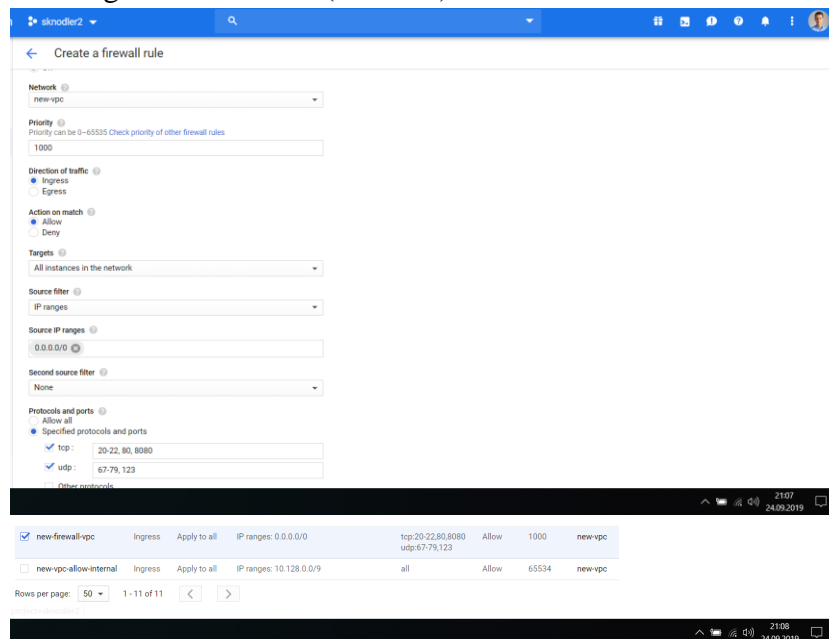 sknodler2
Create a firewall rule
Network
new-vpc
Priority
Priority can be 0–65535 Check priority of other firewall rules
1000
Direction of traffic
Ingress
Egress
Action on match
Allow
Deny
Targets
All instances in the network
Source filter
IP ranges
Source IP ranges
0.0.0.0/0
Second source filter
None
Protocols and ports
Allow all
Specified protocols and ports
tcp : 20-22, 80, 8080
udp : 67-79, 123
Other protocols
21:07
24.09.2019
new-firewall-vpc Ingress Apply to all IP ranges: 0.0.0.0/0 tcp:20-22,80,8080 Allow 1000 new-vpc
udp:67-79,123
new-vpc-allow-internal Ingress Apply to all IP ranges: 10.128.0.0/9 all Allow 65534 new-vpc
Rows per page: 50 1 - 11 of 11
21:08
24.09.2019